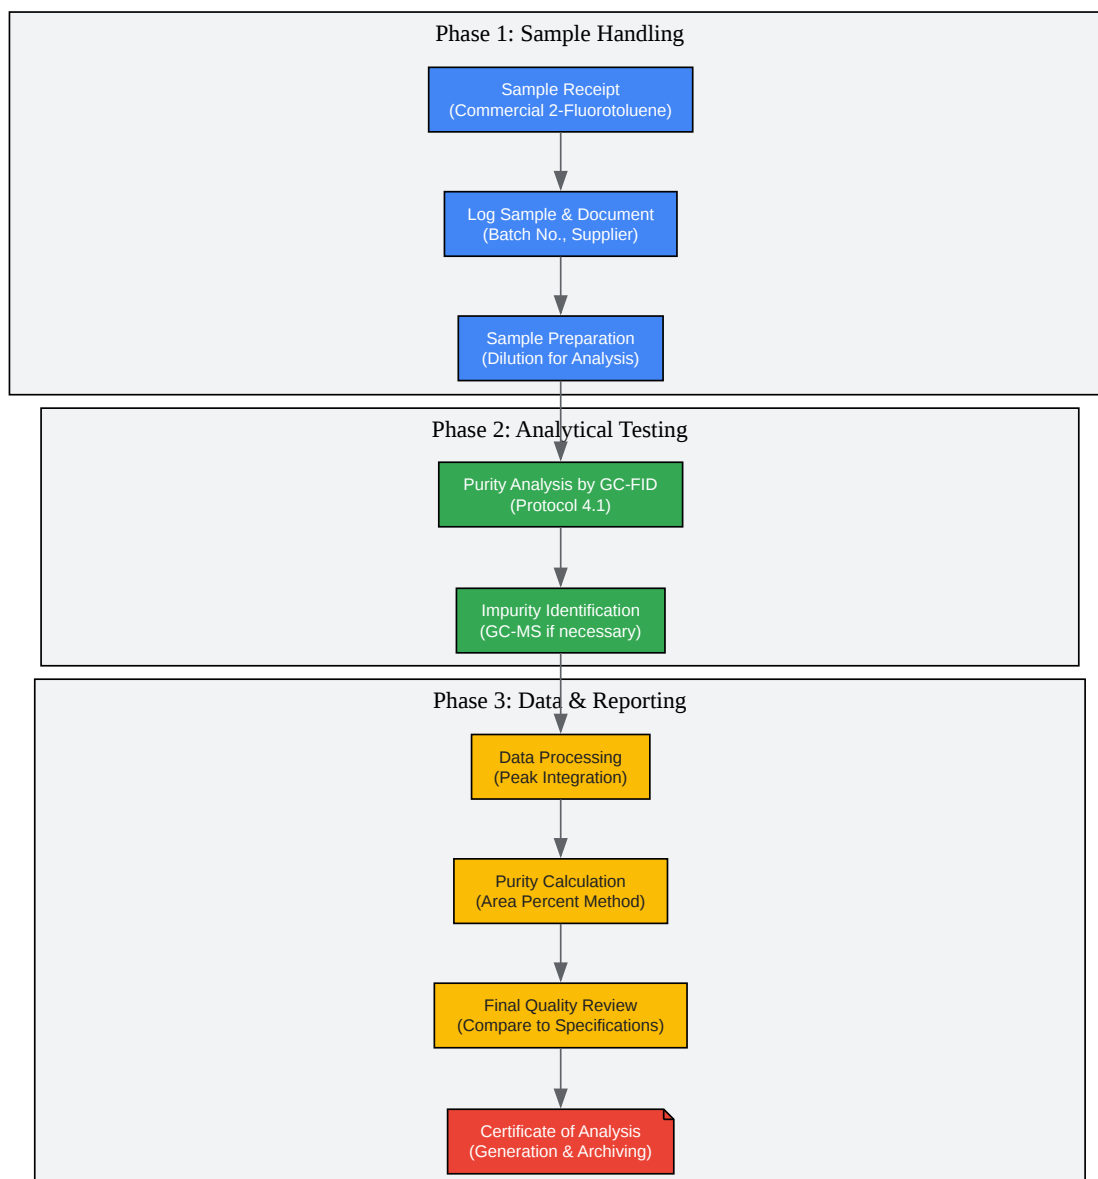 Phase 1: Sample Handling
Sample Receipt
(Commercial 2-Fluorotoluene)
Log Sample & Document
(Batch No., Supplier)
Sample Preparation
(Dilution for Analysis)
Phase 2: Analytical Testing
Purity Analysis by GC-FID
(Protocol 4.1)
Impurity Identification
(GC-MS if necessary)
Phase 3: Data & Reporting
Data Processing
(Peak Integration)
Purity Calculation
(Area Percent Method)
Final Quality Review
(Compare to Specifications)
Certificate of Analysis
(Generation & Archiving)